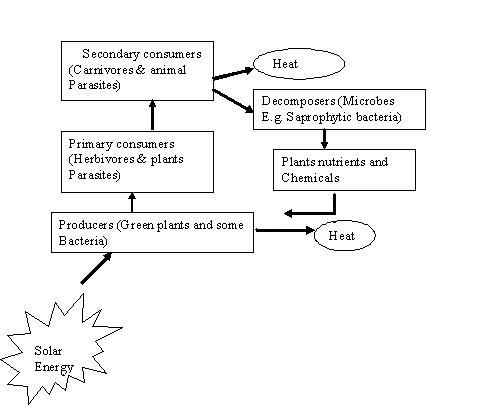 Secondary consumers
(Carnivores & animal
Parasites)
Heat
Decomposers (Microbes
E.g. Saprophytic bacteria)
Primary consumers
(Herbivores & plants
Parasites)
Plants nutrients and
Chemicals
Producers (Green plants and some
Bacteria)
Heat
Solar
Energy